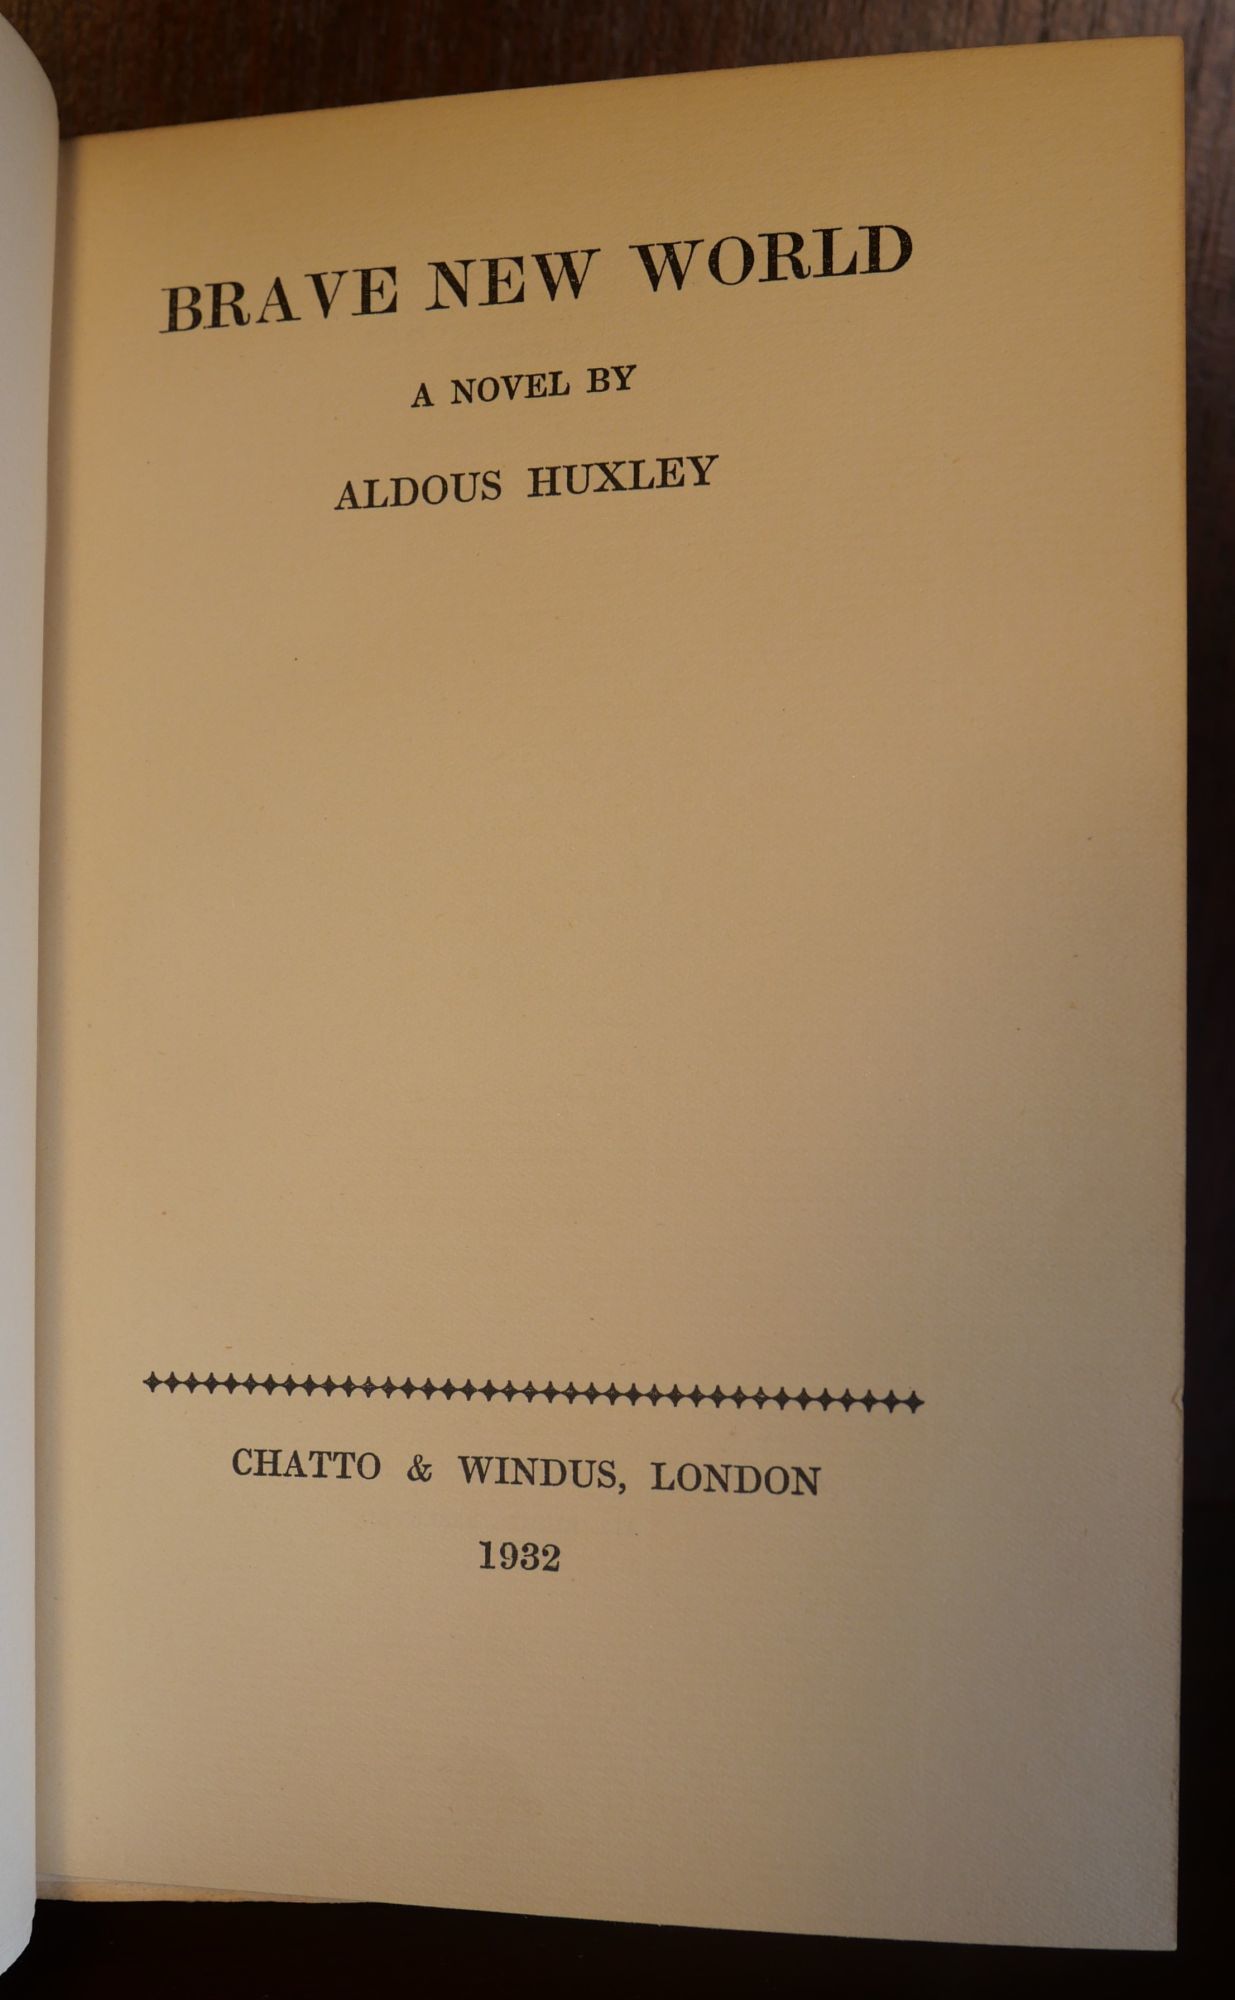 BRAVE NEW WORLD
A NOVEL BY
ALDOUS HUXLEY
CHATTO & WINDUS, LONDON
1932